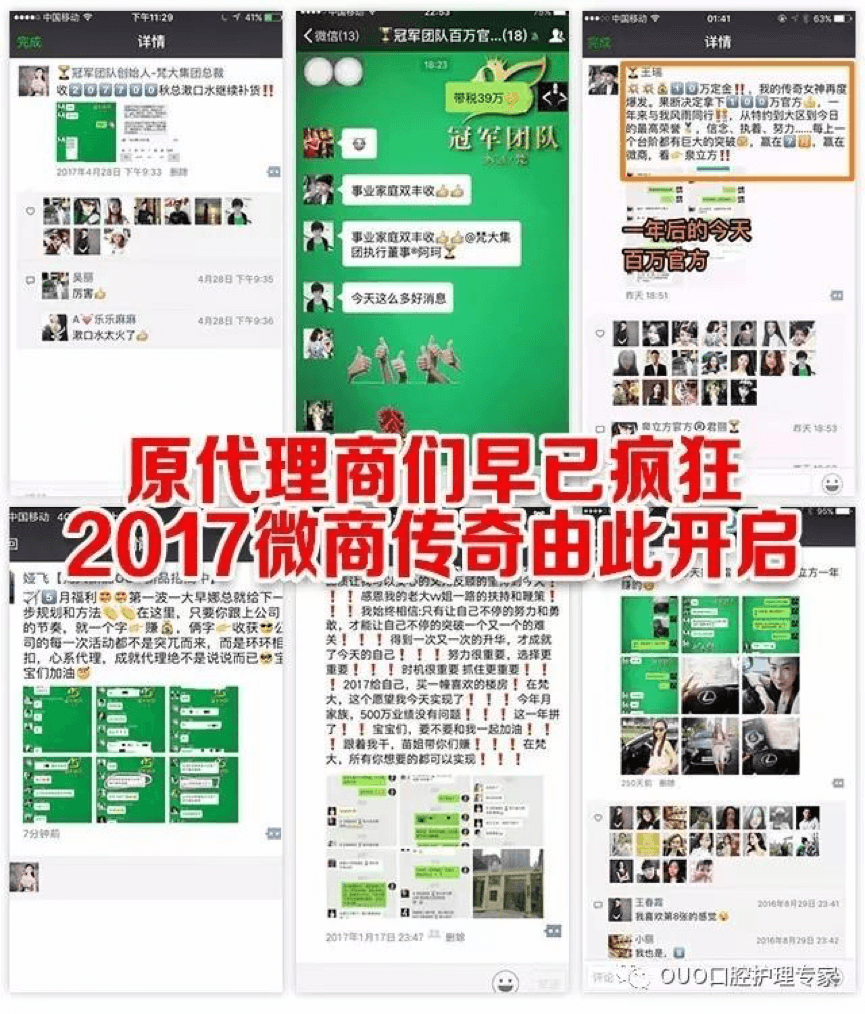 中国移动
下午11:29
41%
完成
详情
冠军团队创始人-梵大集团总裁
收207700秋总漱口水继续补货‼️
2017年4月28日 下午9:33 删除
吴丽
4月28日 下午9:35
厉害👍
A 乐乐麻麻
4月28日 下午9:36
漱口水太火了👍
中国移动
22:53
75%
微信(13)
🏆冠军团队百万官...(18)
18:23
带税39万
冠军团队
事业家庭双丰收👍👍
事业家庭双丰收👍👍@梵大集
团执行董事®阿珂🏆
今天这么多好消息
中国移动
01:41
63%
完成
详情
🏆王瑞
💥💥💰10万定金‼️，我的传奇女神再度
爆发，果断决定拿下100万官方👍，一
年来与我风雨同行👯，从特约到大区到今日
的最高荣誉🏆，信念、执着、努力……每上一
个台阶都有巨大的突破😊，赢在7月，赢在
微商，看👉泉立方‼️
一年后的今天
百万官方
昨天 18:51
泉立方官方®君丽🏆
昨天 18:53
原代理商们早已疯狂
2017微商传奇由此开启
中国移动
5月福利😍😍第一波一大早娜总就给下一
步规划和方法👏👏在这里，只要你跟上公司
的节奏，就一个字👉赚💰，俩字👉收获😎公
司的每一次活动都不是突兀而来，而是环环相
扣，心系代理，成就代理绝不是说说而已😎宝
宝们加油
7分钟前
❗感恩我的老大vv姐一路的扶持和鞭策❗
❗❗我始终相信:只有让自己不停的努力和勇
敢，才能让自己不停的突破一个又一个的难
关❗❗❗得到一次又一次的升华，才成就
了今天的自己❗❗❗努力很重要，选择更
重要❗❗❗时机很重要 抓住更重要❗❗
❗2017给自己，买一幢喜欢的楼房❗在梵
大，这个愿望我今天实现了❗❗❗今年月
家族，500万业绩没有问题❗❗❗这一年拼
了❗❗宝宝们，要不要和我一起加油❗❗
❗跟着我干，苗姐带你们赚❗❗❗在梵
大，所有你想要的都可以实现❗❗❗
2017年1月17日 23:47 删除
95%
立方一年
赚的
250天前 删除
王春霞
2016年8月29日 23:41
我喜欢第8张的感觉😉
小丽
2016年8月29日 23:42
我也是，
评论
OUO口腔护理专家